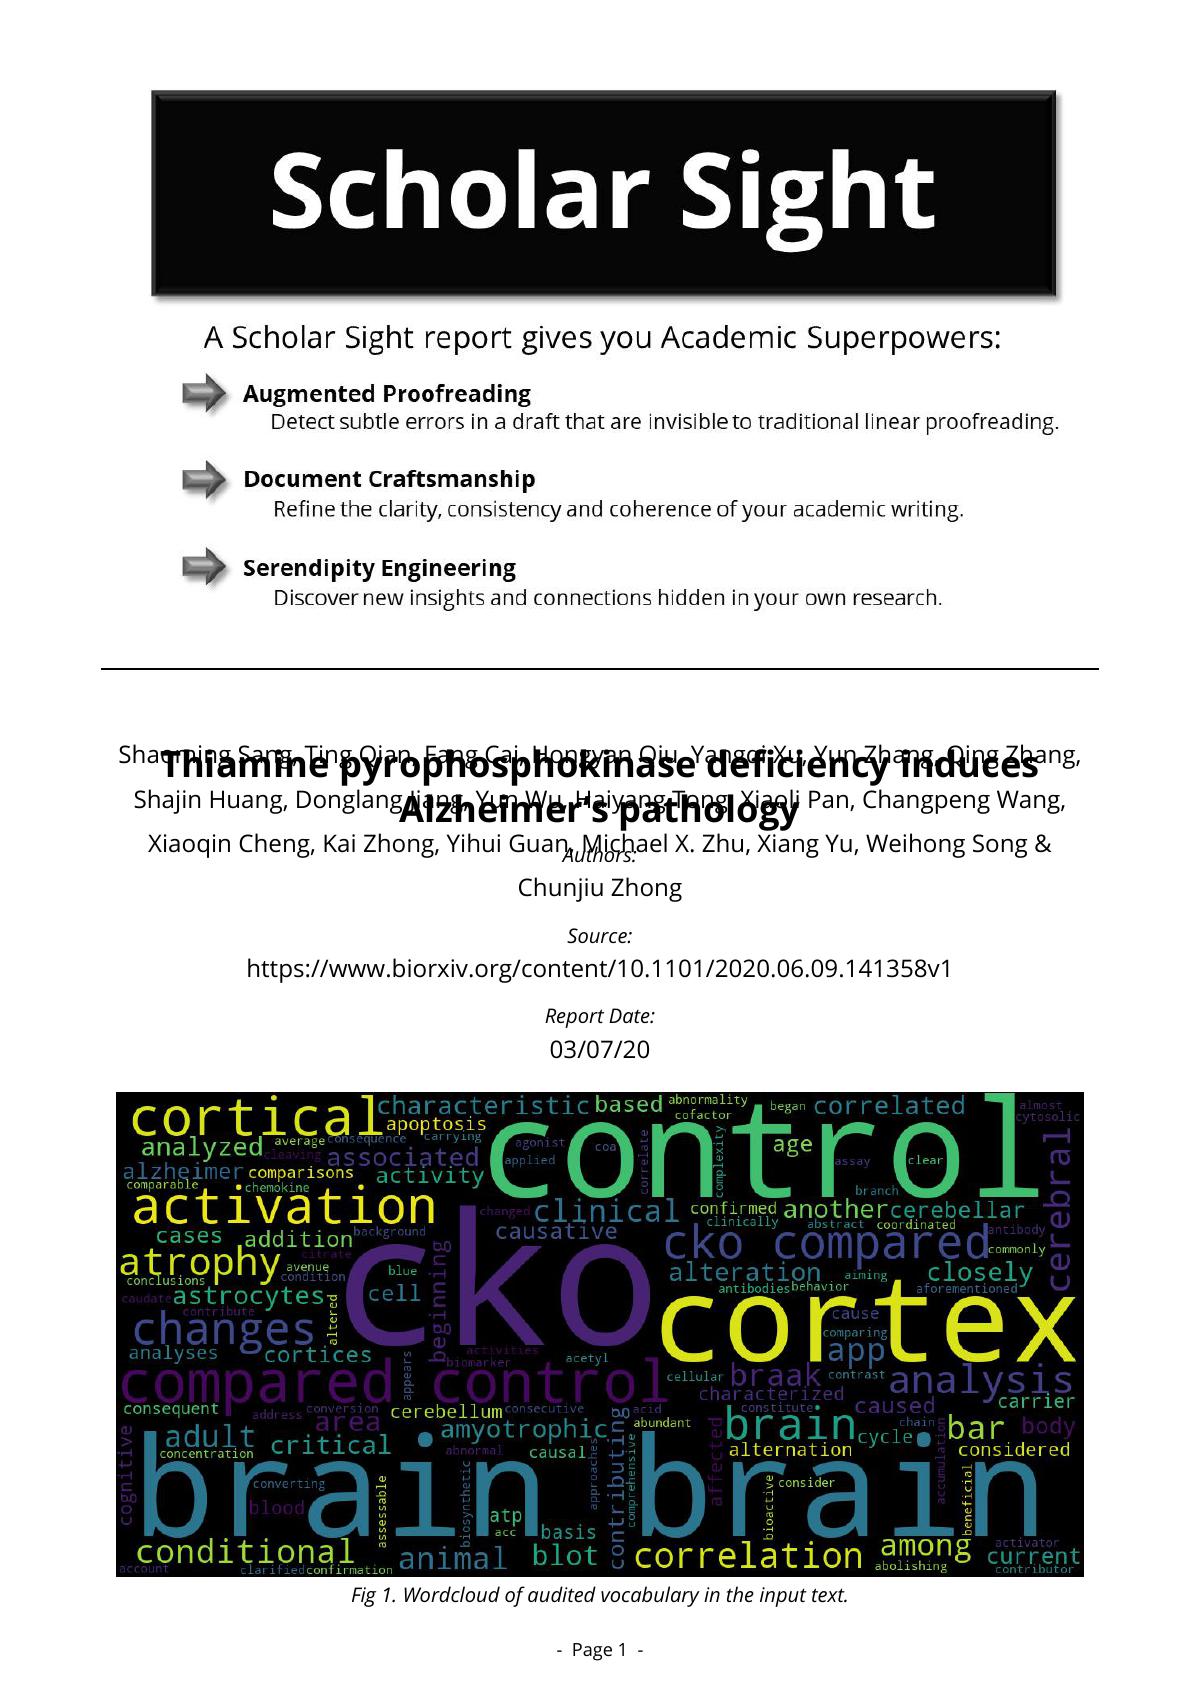 Scholar Sight
A Scholar Sight report gives you Academic Superpowers:
Augmented Proofreading
Detect subtle errors in a draft that are invisible to traditional linear proofreading.
Document Craftsmanship
Refine the clarity, consistency and coherence of your academic writing.
Serendipity Engineering
Discover new insights and connections hidden in your own research.
Thiamine pyrophosphokinase deficiency induces
Alzheimer's pathology
Authors:
Shaoming Sang, Ting Qian, Fang Cai, Hongyan Qiu, Yangqi Xu, Yun Zhang, Qing Zhang,
Shajin Huang, Donglang Jiang, Yun Wu, Haiyang Tong, Xiaoli Pan, Changpeng Wang,
Xiaoqin Cheng, Kai Zhong, Yihui Guan, Michael X. Zhu, Xiang Yu, Weihong Song &
Chunjiu Zhong
Source:
https://www.biorxiv.org/content/10.1101/2020.06.09.141358v1
Report Date:
03/07/20
cortical characteristic based abnormality began correlated almost
apoptosis cofactor control cytosolic
analyzed average consequence carrying agonist coa correlate complexity age cerebral
cleaving associated applied assay clear
alzheimer comparisons activity
comparable chemokine branch
activation changed clinical confirmed another cerebellar
clinically abstract coordinated
cases addition background causative cko compared antibody
atrophy citrate commonly
avenue cko beginning alteration aiming closely
conclusions condition blue
antibodies behavior aforementioned
caudate astrocytes altered cell cortex
contribute cause
changes comparing
analyses cortices activities app
biomarker acetyl
appears cellular braak contrast analysis
compared control characterized
consequent conversion cerebellum consecutive acid constitute caused carrier
address area abundant
cognitive adult critical amyotrophic contributing brain cycle chain bar body
concentration abnormal causal affected alternation accumulation considered
brain converting assessable biosynthetic approaches comprehensive brain bioactive consider beneficial
blood atp
acc basis
conditional animal blot correlation among activator
current
account clarified confirmation abolishing contributor
Fig 1. Wordcloud of audited vocabulary in the input text.
- Page 1 -